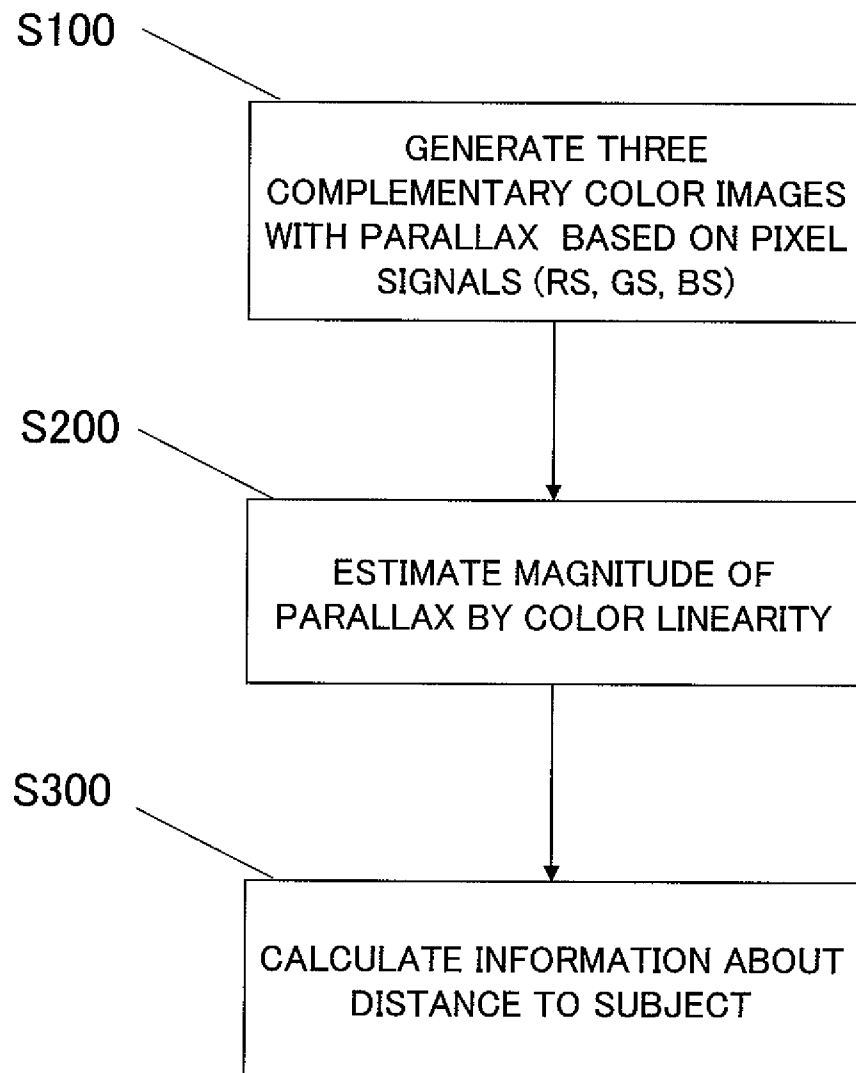 S100
GENERATE THREE
COMPLEMENTARY COLOR IMAGES
WITH PARALLAX BASED ON PIXEL
SIGNALS (RS, GS, BS)
S200
ESTIMATE MAGNITUDE OF
PARALLAX BY COLOR LINEARITY
S300
CALCULATE INFORMATION ABOUT
DISTANCE TO SUBJECT